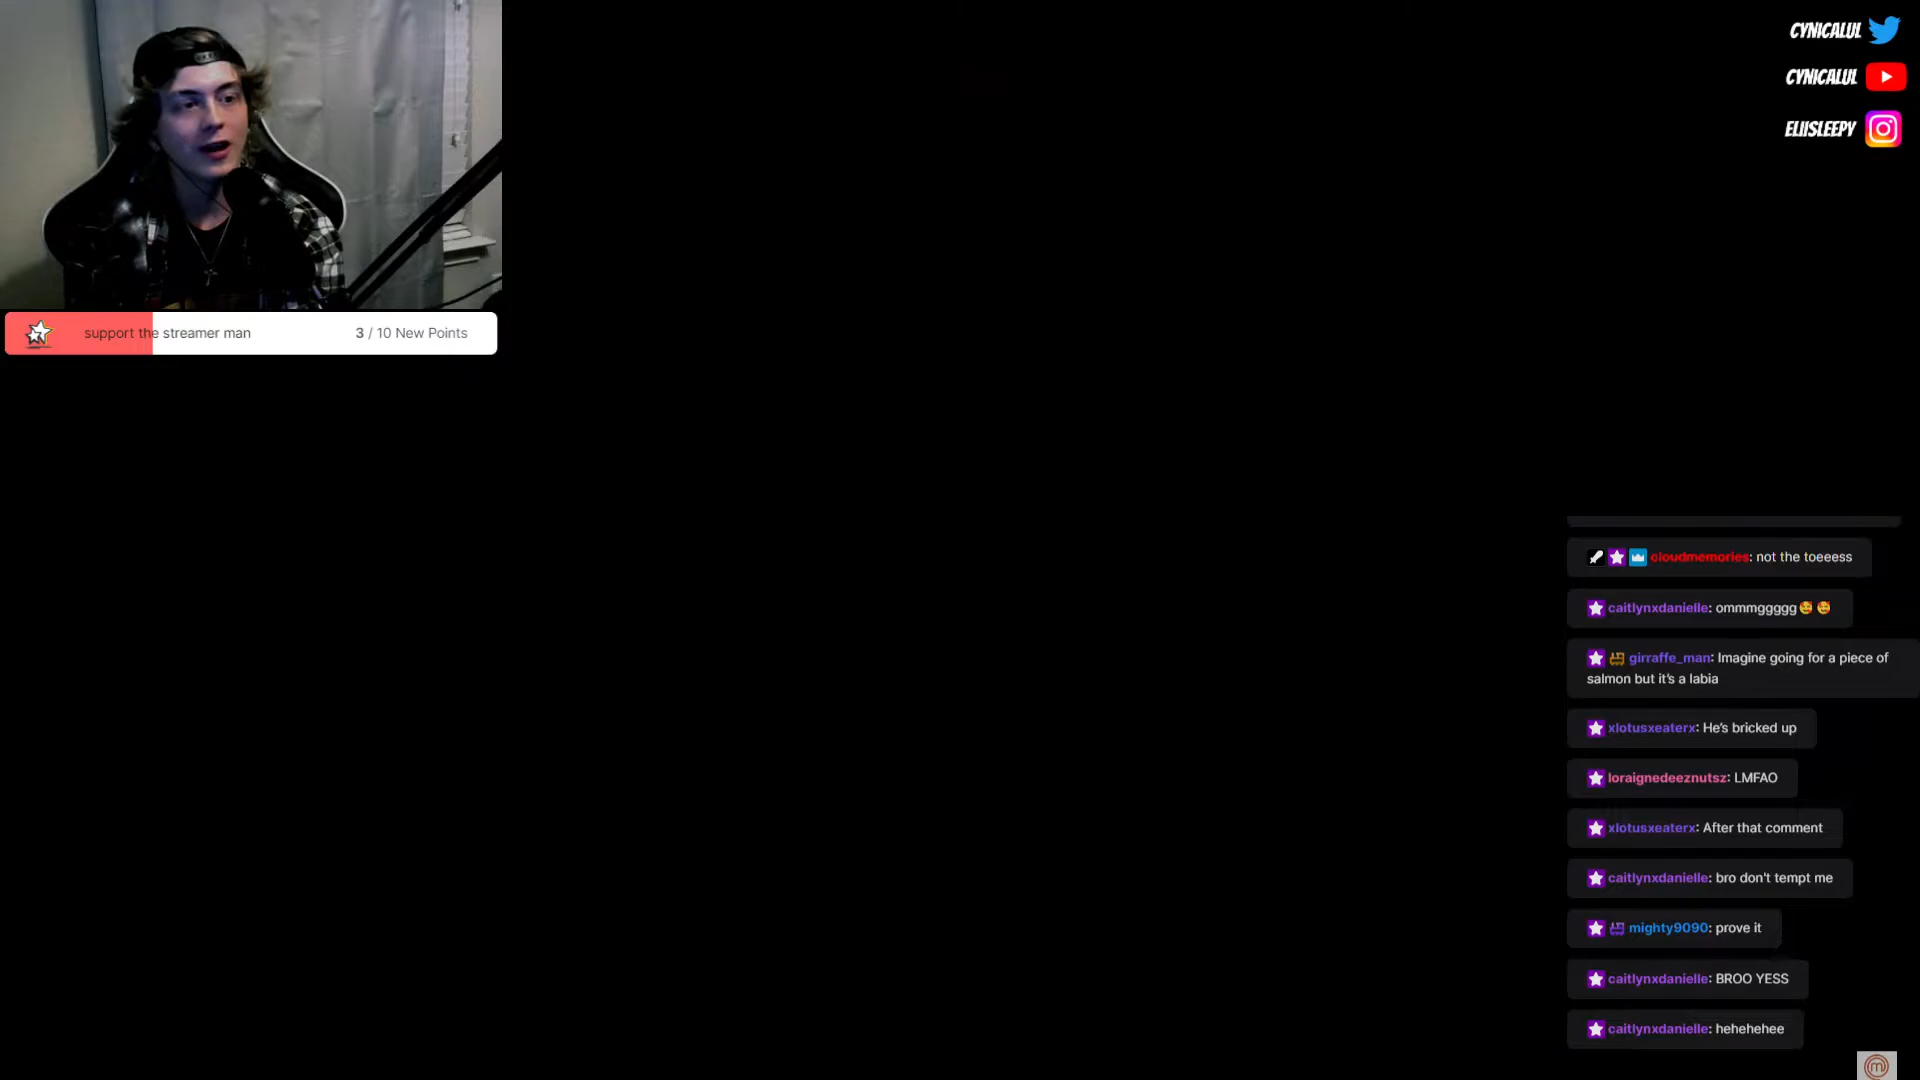 CYNICALUL
CYNICALUL
ELIISLEEPY
support the streamer man 3 / 10 New Points
cloudmemories: not the toeeess
caitlynxdanielle: ommmggggg🥰 🥰
girraffe_man: Imagine going for a piece of
salmon but it's a labia
xlotusxeaterx: He's bricked up
loraignedeeznutsz: LMFAO
xlotusxeaterx: After that comment
caitlynxdanielle: bro don't tempt me
mighty9090: prove it
caitlynxdanielle: BROO YESS
caitlynxdanielle: hehehehee